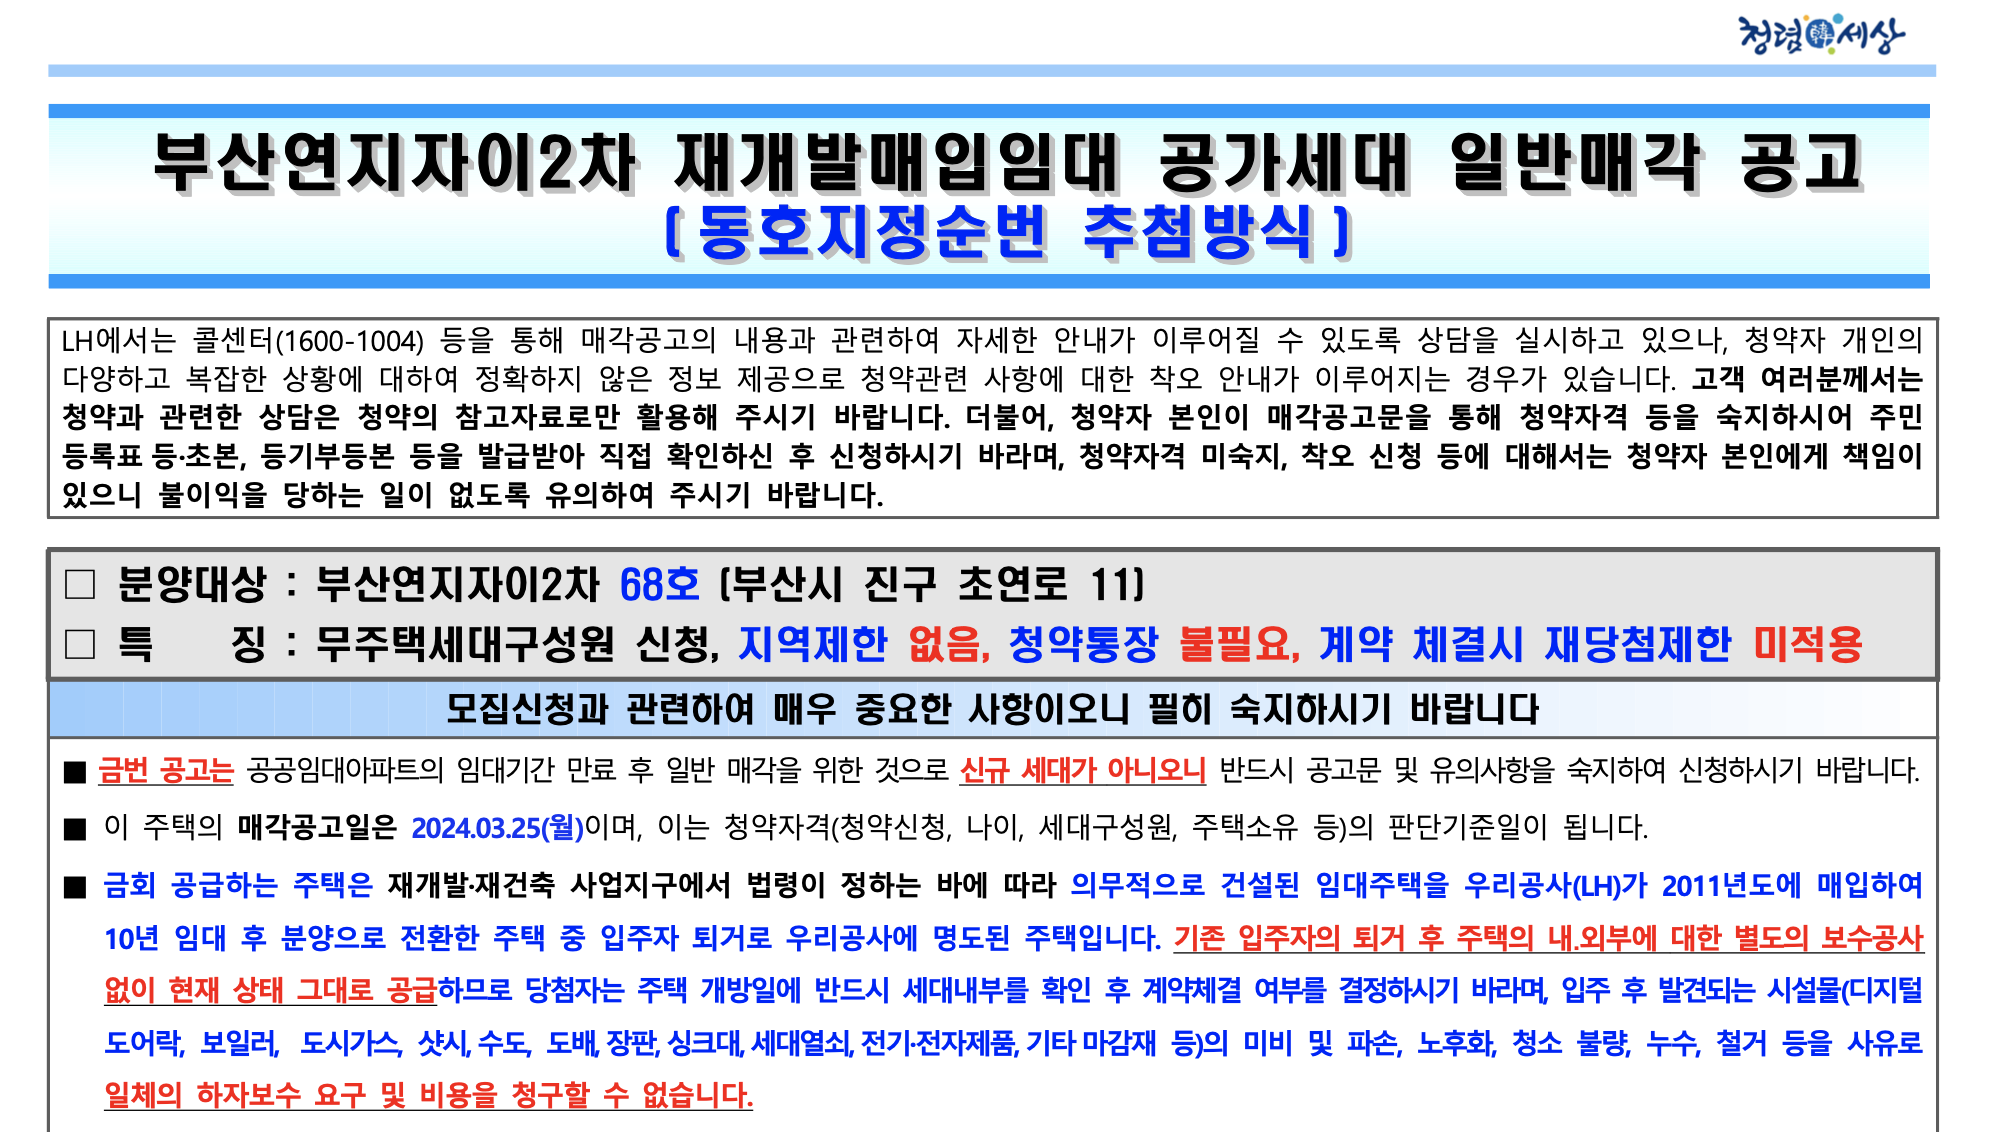 청렴韓세상
부산연지자이2차 재개발매입임대 공가세대 일반매각 공고
(동호지정순번 추첨방식)
LH에서는 콜센터(1600-1004) 등을 통해 매각공고의 내용과 관련하여 자세한 안내가 이루어질 수 있도록 상담을 실시하고 있으나, 청약자 개인의
다양하고 복잡한 상황에 대하여 정확하지 않은 정보 제공으로 청약관련 사항에 대한 착오 안내가 이루어지는 경우가 있습니다. 고객 여러분께서는
청약과 관련한 상담은 청약의 참고자료로만 활용해 주시기 바랍니다. 더불어, 청약자 본인이 매각공고문을 통해 청약자격 등을 숙지하시어 주민
등록표 등·초본, 등기부등본 등을 발급받아 직접 확인하신 후 신청하시기 바라며, 청약자격 미숙지, 착오 신청 등에 대해서는 청약자 본인에게 책임이
있으니 불이익을 당하는 일이 없도록 유의하여 주시기 바랍니다.
□ 분양대상 : 부산연지자이2차 68호 (부산시 진구 초연로 11)
□ 특 징 : 무주택세대구성원 신청, 지역제한 없음, 청약통장 불필요, 계약 체결시 재당첨제한 미적용
모집신청과 관련하여 매우 중요한 사항이오니 필히 숙지하시기 바랍니다
■ 금번 공고는 공공임대아파트의 임대기간 만료 후 일반 매각을 위한 것으로 신규 세대가 아니오니 반드시 공고문 및 유의사항을 숙지하여 신청하시기 바랍니다.
■ 이 주택의 매각공고일은 2024.03.25(월)이며, 이는 청약자격(청약신청, 나이, 세대구성원, 주택소유 등)의 판단기준일이 됩니다.
■ 금회 공급하는 주택은 재개발·재건축 사업지구에서 법령이 정하는 바에 따라 의무적으로 건설된 임대주택을 우리공사(LH)가 2011년도에 매입하여
10년 임대 후 분양으로 전환한 주택 중 입주자 퇴거로 우리공사에 명도된 주택입니다. 기존 입주자의 퇴거 후 주택의 내.외부에 대한 별도의 보수공사
없이 현재 상태 그대로 공급하므로 당첨자는 주택 개방일에 반드시 세대내부를 확인 후 계약체결 여부를 결정하시기 바라며, 입주 후 발견되는 시설물(디지털
도어락, 보일러, 도시가스, 샷시, 수도, 도배, 장판, 싱크대, 세대열쇠, 전기·전자제품, 기타 마감재 등)의 미비 및 파손, 노후화, 청소 불량, 누수, 철거 등을 사유로
일체의 하자보수 요구 및 비용을 청구할 수 없습니다.